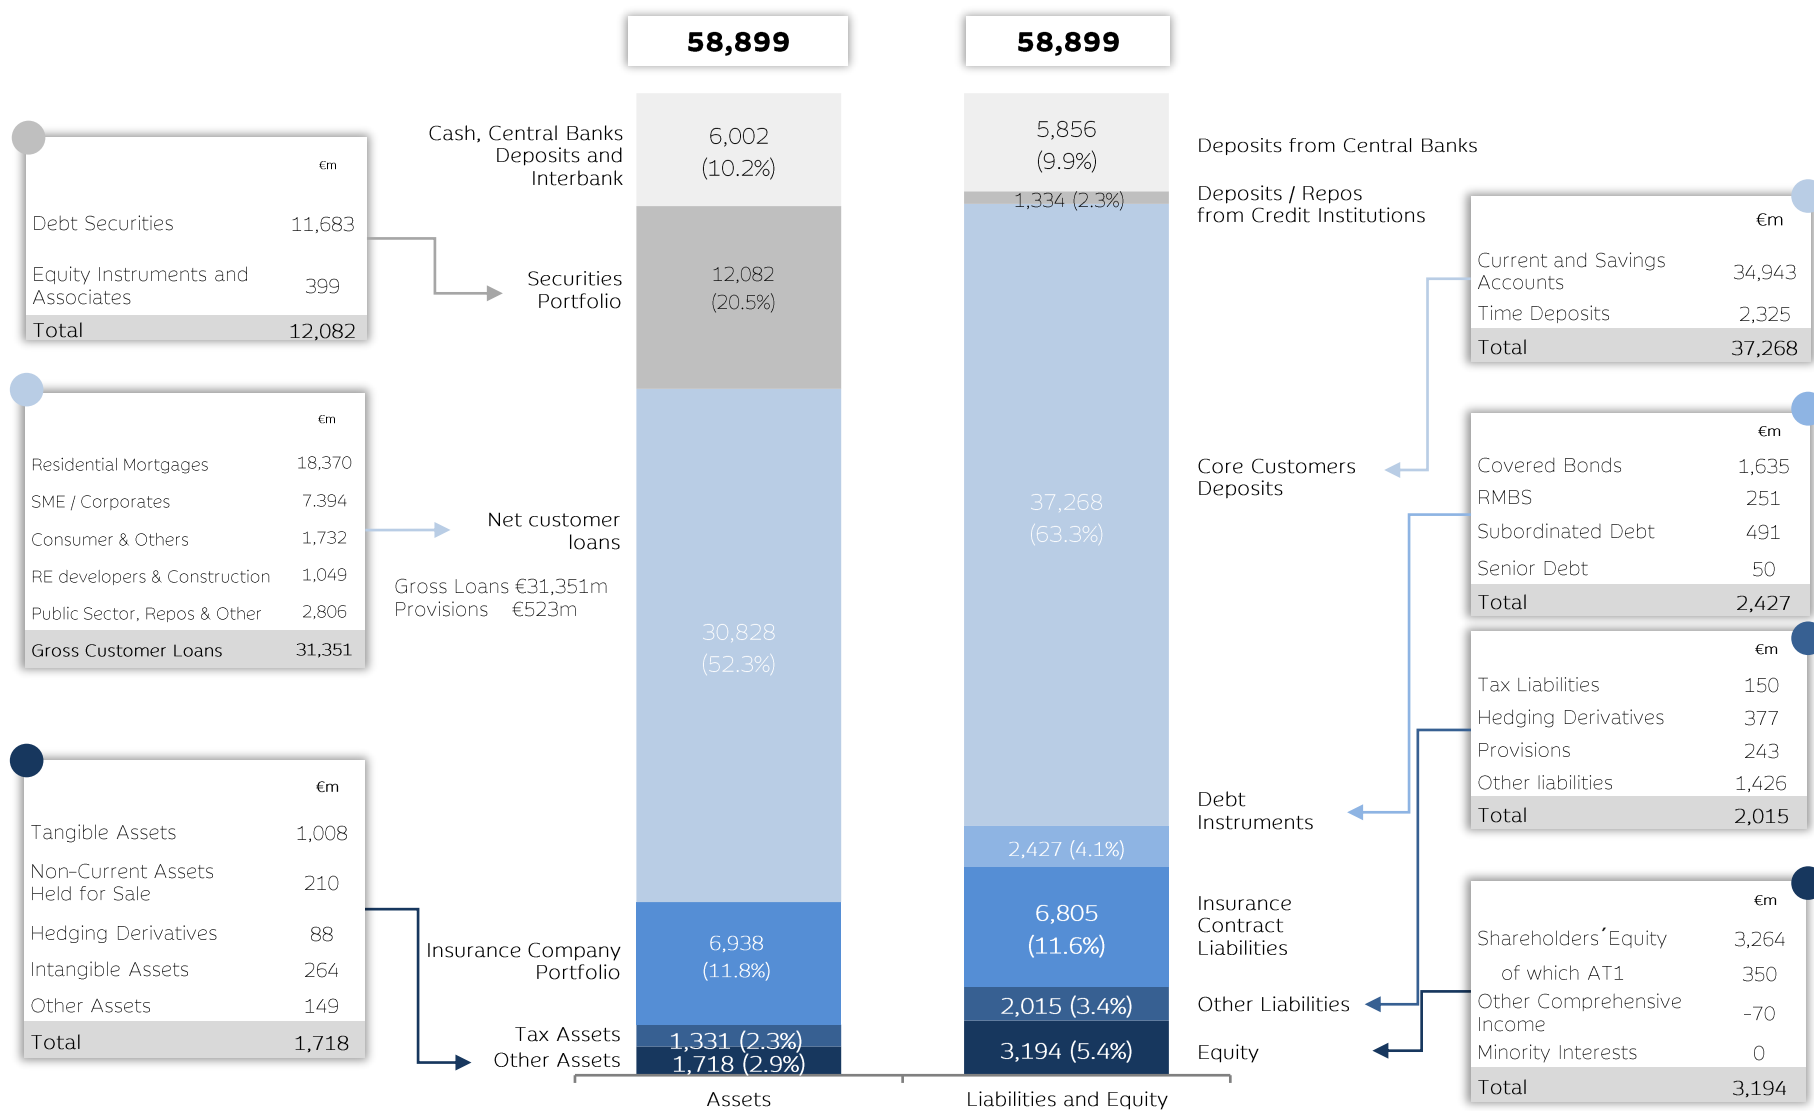 58,899
58,899
€m
Debt Securities 11,683
Equity Instruments and
Associates 399
Total 12,082
€m
Residential Mortgages 18,370
SME / Corporates 7.394
Consumer & Others 1,732
RE developers & Construction 1,049
Public Sector, Repos & Other 2,806
Gross Customer Loans 31,351
€m
Tangible Assets 1,008
Non-Current Assets
Held for Sale 210
Hedging Derivatives 88
Intangible Assets 264
Other Assets 149
Total 1,718
Cash, Central Banks
Deposits and
Interbank
Securities
Portfolio
Net customer
loans
Gross Loans €31,351m
Provisions €523m
Insurance Company
Portfolio
Tax Assets
Other Assets
6,002
(10.2%)
12,082
(20.5%)
30,828
(52.3%)
6,938
(11.8%)
1,331 (2.3%)
1,718 (2.9%)
Assets
5,856
(9.9%)
1,334 (2.3%)
37,268
(63.3%)
2,427 (4.1%)
6,805
(11.6%)
2,015 (3.4%)
3,194 (5.4%)
Liabilities and Equity
Deposits from Central Banks
Deposits / Repos
from Credit Institutions
Core Customers
Deposits
Debt
Instruments
Insurance
Contract
Liabilities
Other Liabilities
Equity
€m
Current and Savings
Accounts 34,943
Time Deposits 2,325
Total 37,268
€m
Covered Bonds 1,635
RMBS 251
Subordinated Debt 491
Senior Debt 50
Total 2,427
€m
Tax Liabilities 150
Hedging Derivatives 377
Provisions 243
Other liabilities 1,426
Total 2,015
€m
Shareholders´Equity 3,264
of which AT1 350
Other Comprehensive
Income -70
Minority Interests 0
Total 3,194